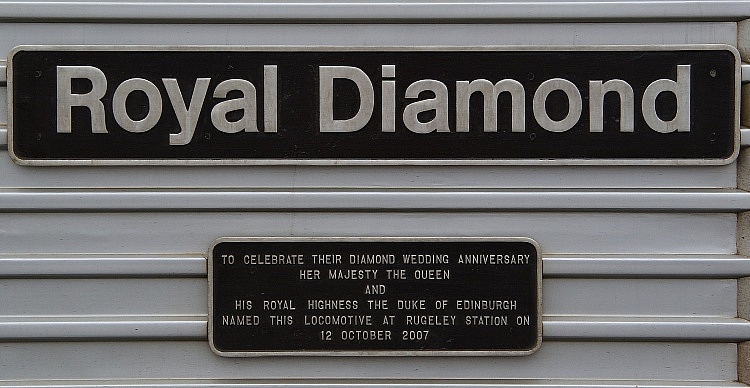 Royal Diamond
TO CELEBRATE THEIR DIAMOND WEDDING ANNIVERSARY
HER MAJESTY THE QUEEN
AND
HIS ROYAL HIGHNESS THE DUKE OF EDINBURGH
NAMED THIS LOCOMOTIVE AT RUGELEY STATION ON
12 OCTOBER 2007